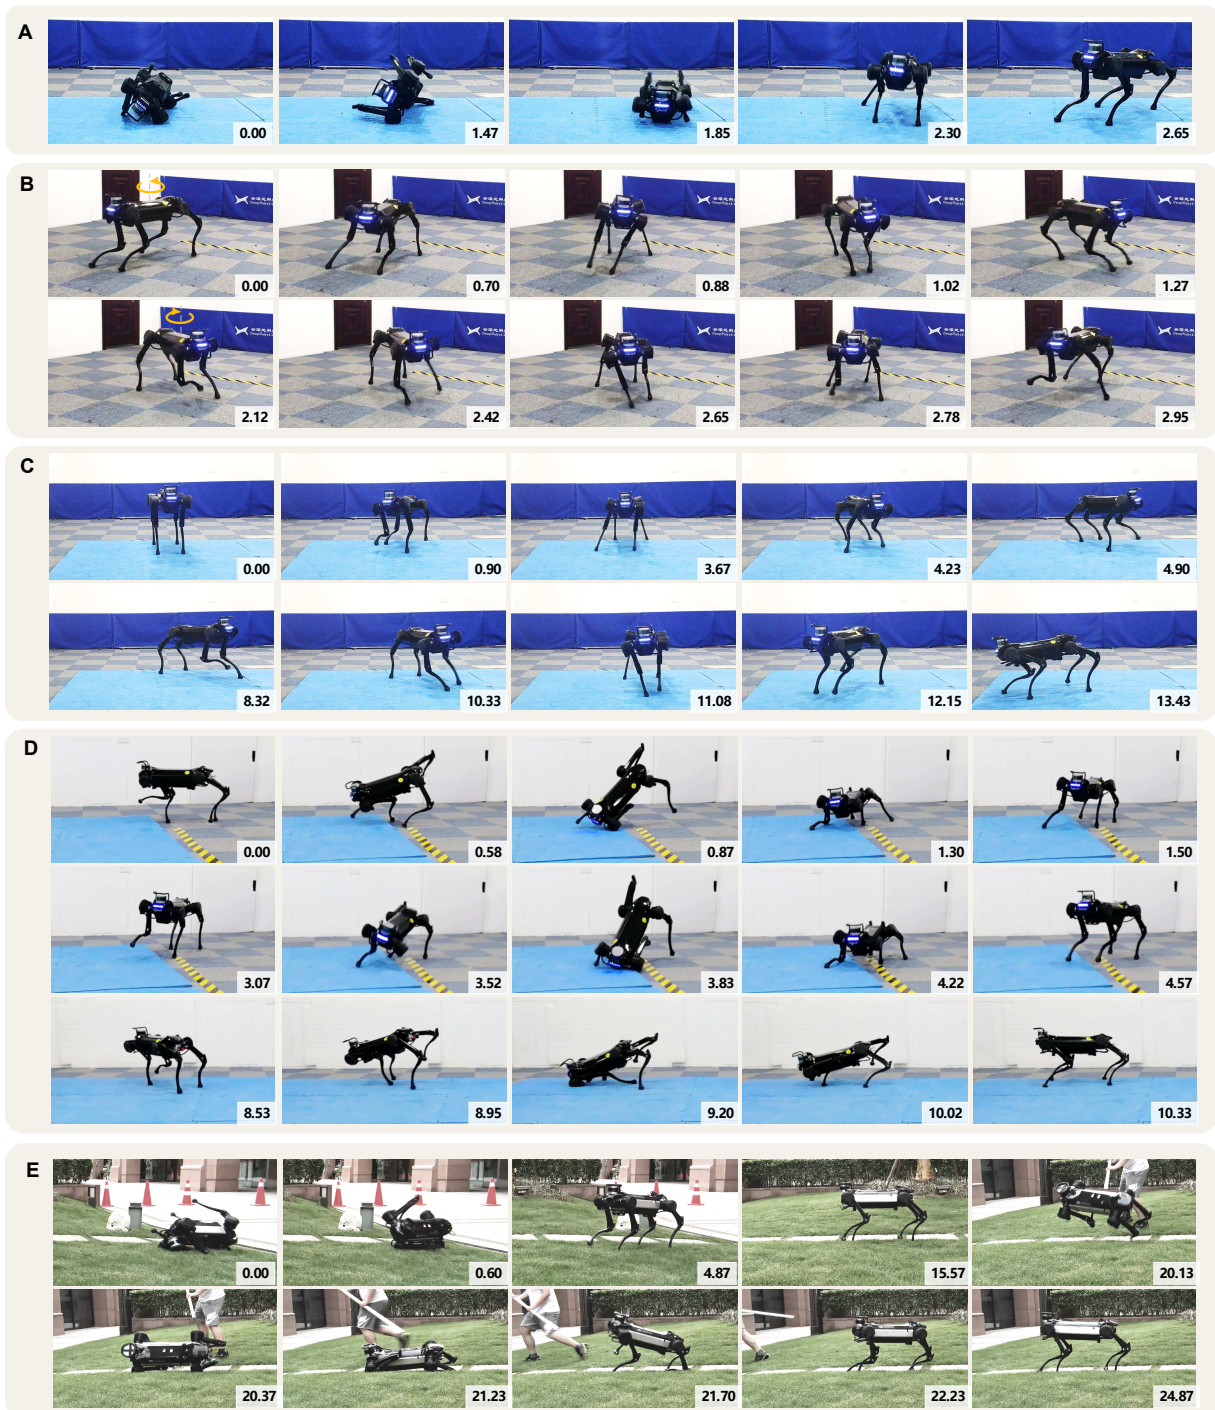 A
0.00 1.47 1.85 2.30 2.65
B
0.00 0.70 0.88 1.02 1.27
2.12 2.42 2.65 2.78 2.95
C
0.00 0.90 3.67 4.23 4.90
8.32 10.33 11.08 12.15 13.43
D
0.00 0.58 0.87 1.30 1.50
3.07 3.52 3.83 4.22 4.57
8.53 8.95 9.20 10.02 10.33
E
0.00 0.60 4.87 15.57 20.13
20.37 21.23 21.70 22.23 24.87